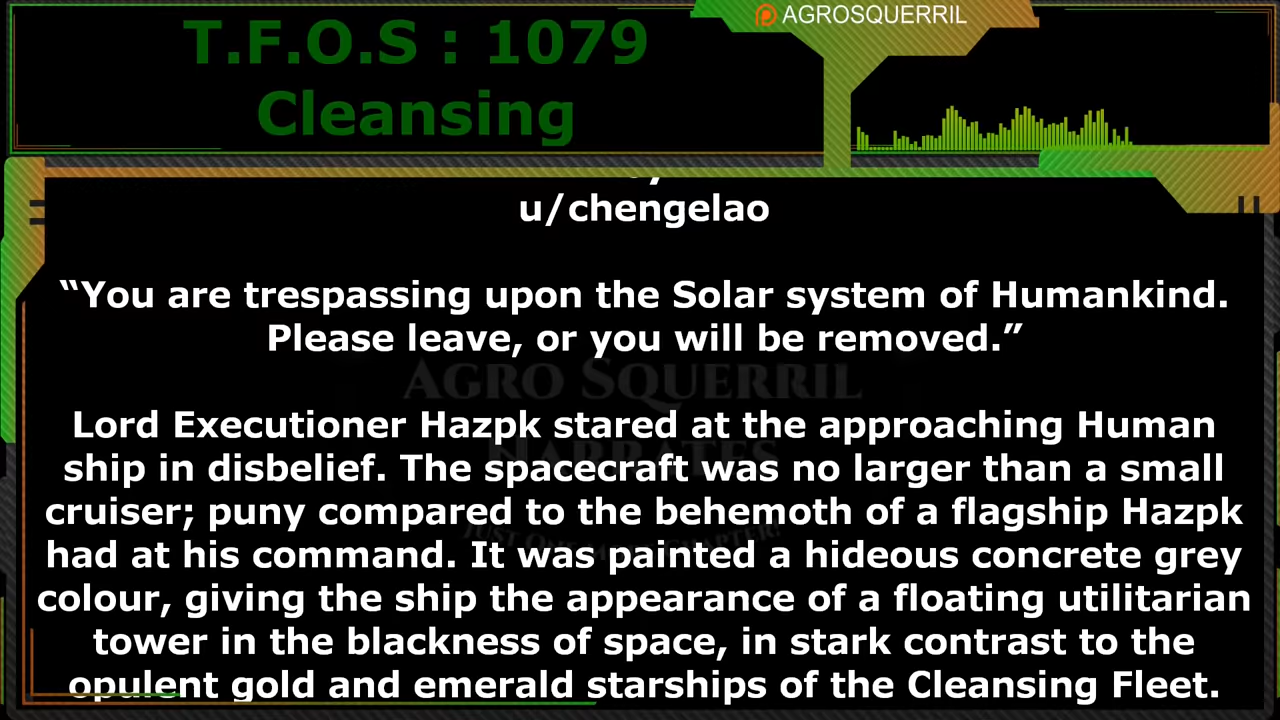 AGROSQUERRIL
T.F.O.S : 1079
Cleansing
u/chengelao
“You are trespassing upon the Solar system of Humankind.
Please leave, or you will be removed.”
AGRO SQUERRIL
NARRATES
Lord Executioner Hazpk stared at the approaching Human
ship in disbelief. The spacecraft was no larger than a small
cruiser; puny compared to the behemoth of a flagship Hazpk
had at his command. It was painted a hideous concrete grey
colour, giving the ship the appearance of a floating utilitarian
tower in the blackness of space, in stark contrast to the
opulent gold and emerald starships of the Cleansing Fleet.